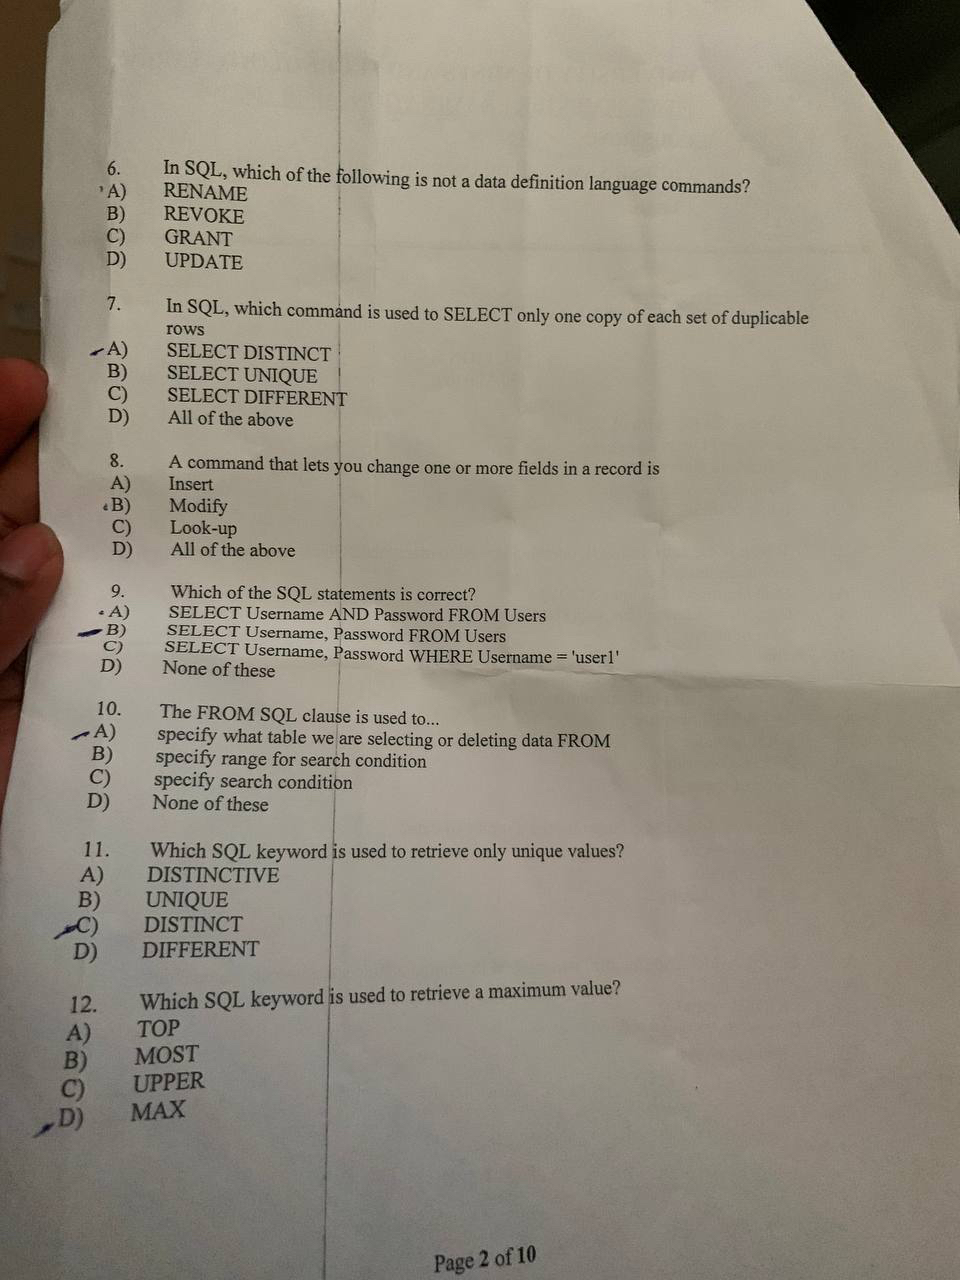 6. In SQL, which of the following is not a data definition language commands?
A) RENAME
B) REVOKE
C) GRANT
D) UPDATE
7. In SQL, which command is used to SELECT only one copy of each set of duplicable
rows
A) SELECT DISTINCT
B) SELECT UNIQUE
C) SELECT DIFFERENT
D) All of the above
8. A command that lets you change one or more fields in a record is
A) Insert
B) Modify
C) Look-up
D) All of the above
9. Which of the SQL statements is correct?
A) SELECT Username AND Password FROM Users
B) SELECT Username, Password FROM Users
C) SELECT Username, Password WHERE Username = 'user1'
D) None of these
10. The FROM SQL clause is used to...
A) specify what table we are selecting or deleting data FROM
B) specify range for search condition
C) specify search condition
D) None of these
11. Which SQL keyword is used to retrieve only unique values?
A) DISTINCTIVE
B) UNIQUE
C) DISTINCT
D) DIFFERENT
12. Which SQL keyword is used to retrieve a maximum value?
A) TOP
B) MOST
C) UPPER
D) MAX
Page 2 of 10